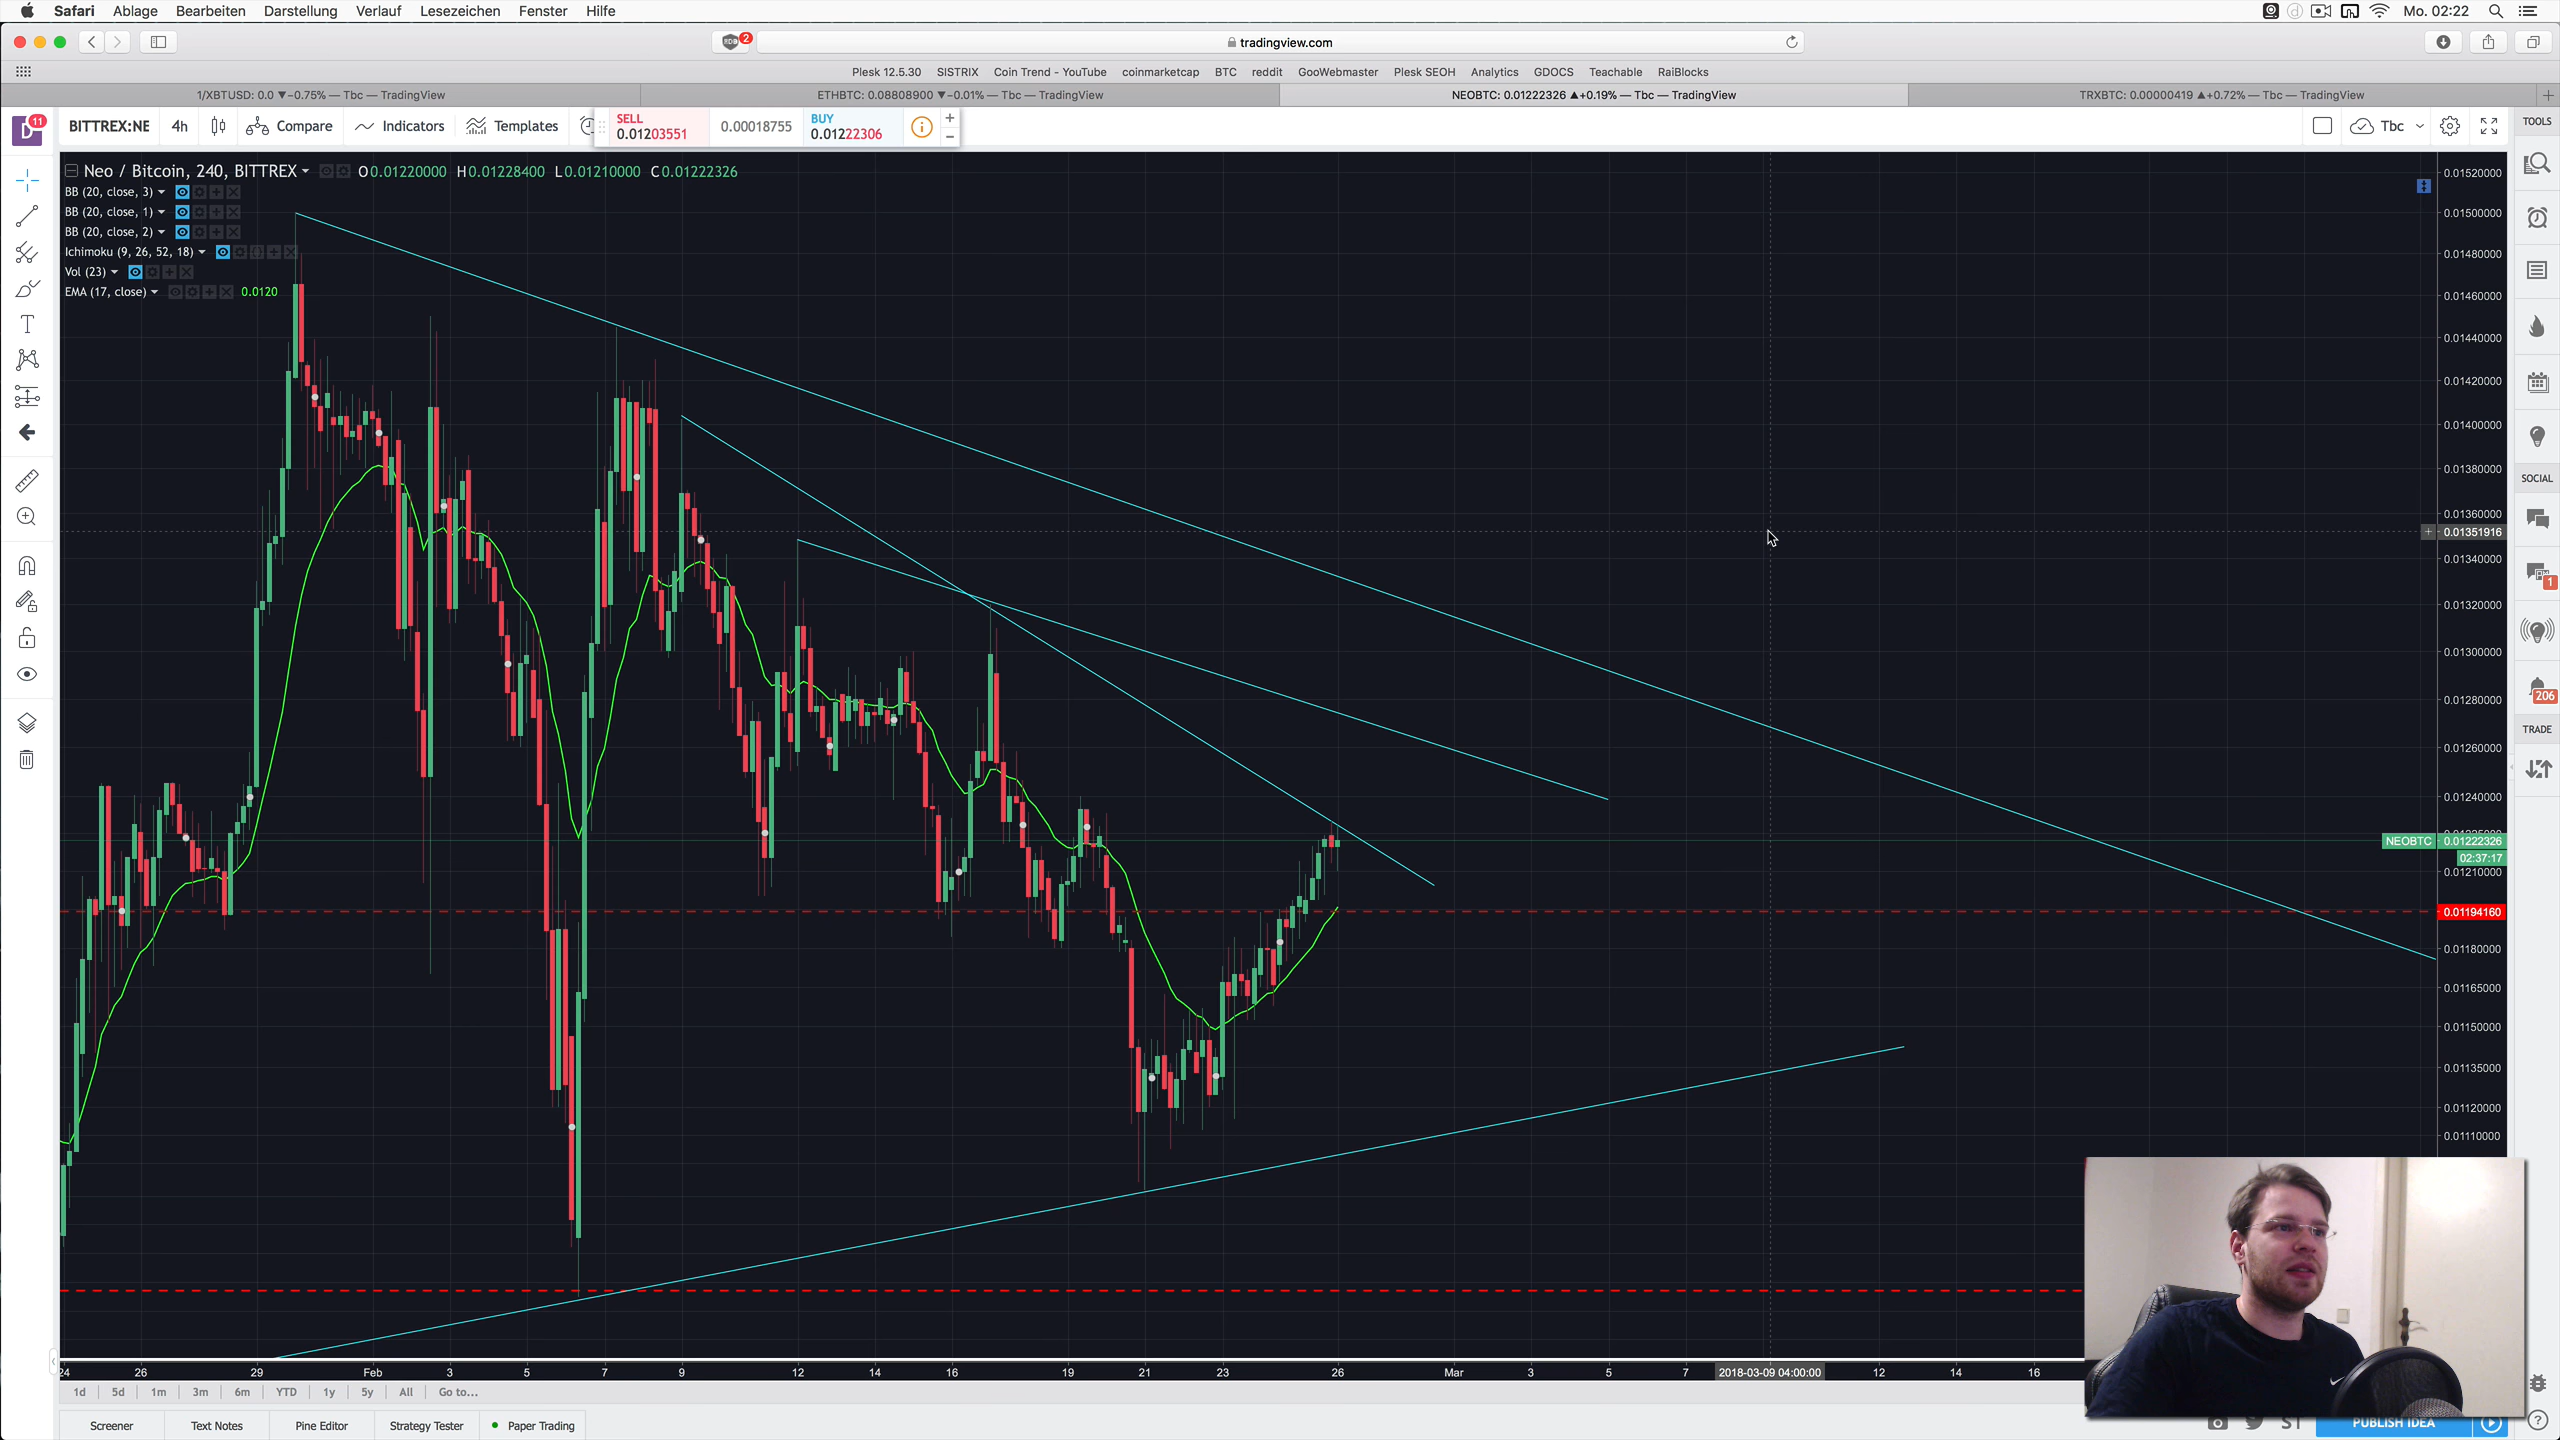 Safari Ablage Bearbeiten Darstellung Verlauf Lesezeichen Fenster Hilfe Mo. 02:22
2 tradingview.com
Plesk 12.5.30 SISTRIX Coin Trend - YouTube coinmarketcap BTC reddit GooWebmaster Plesk SEOH Analytics GDOCS Teachable RaiBlocks
1/XBTUSD: 0.0 ▼−0.75% — Tbc — TradingView ETHBTC: 0.08808900 ▼−0.01% — Tbc — TradingView NEOBTC: 0.01222326 ▲+0.19% — Tbc — TradingView TRXBTC: 0.00000419 ▲+0.72% — Tbc — TradingView
D 11 BITTREX:NE 4h Compare Indicators Templates Tbc TOOLS
SELL 0.01203551 0.00018755 BUY 0.01222306 + −
Neo / Bitcoin, 240, BITTREX O0.01220000 H0.01228400 L0.01210000 C0.01222326
BB (20, close, 3)
BB (20, close, 1)
BB (20, close, 2)
Ichimoku (9, 26, 52, 18)
Vol (23)
EMA (17, close) 0.0120
0.01520000
0.01500000
0.01480000
0.01460000
0.01440000
0.01420000
0.01400000
0.01380000
0.01360000
0.01351916
0.01340000
0.01320000
0.01300000
0.01280000
0.01260000
0.01240000
NEOBTC 0.01222326
02:37:17
0.01210000
0.01194160
0.01180000
0.01165000
0.01150000
0.01135000
0.01120000
0.01110000
SOCIAL
1
206
TRADE
24 26 29 Feb 3 5 7 9 12 14 16 19 21 23 26 Mar 3 5 7 2018-03-09 04:00:00 12 14 16
1d 5d 1m 3m 6m YTD 1y 5y All Go to...
Screener Text Notes Pine Editor Strategy Tester Paper Trading PUBLISH IDEA